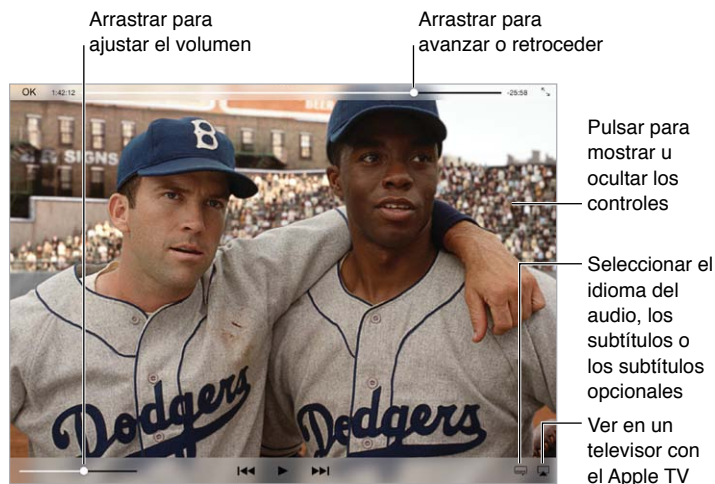 Arrastrar para
ajustar el volumen
Arrastrar para
avanzar o retroceder
OK 1:42:12 -25:58
BEER
SIGNS
B
Pulsar para
mostrar u
ocultar los
controles
Seleccionar el
idioma del
audio, los
subtítulos o
los subtítulos
opcionales
Dodgers Dodgers
Ver en un
televisor con
el Apple TV